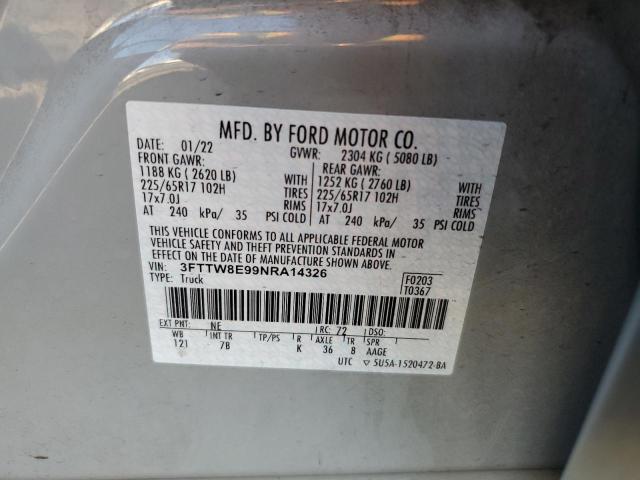 MFD. BY FORD MOTOR CO.
DATE: 01/22 GVWR: 2304 KG ( 5080 LB)
FRONT GAWR: REAR GAWR:
1188 KG ( 2620 LB) WITH 1252 KG ( 2760 LB) WITH
225/65R17 102H TIRES 225/65R17 102H TIRES
17x7.0J RIMS 17x7.0J RIMS
AT 240 kPa/ 35 PSI COLD AT 240 kPa/ 35 PSI COLD
THIS VEHICLE CONFORMS TO ALL APPLICABLE FEDERAL MOTOR
VEHICLE SAFETY AND THEFT PREVENTION STANDARDS IN EFFECT
ON THE DATE OF MANUFACTURE SHOWN ABOVE.
VIN: 3FTTW8E99NRA14326 F0203
TYPE: Truck T0367
EXT PNT: NE RC: 72 DSO:
WB INT TR TP/PS R AXLE TR SPR
121 7B K 36 8 AAGE
UTC ▽ 5U5A-1520472-BA